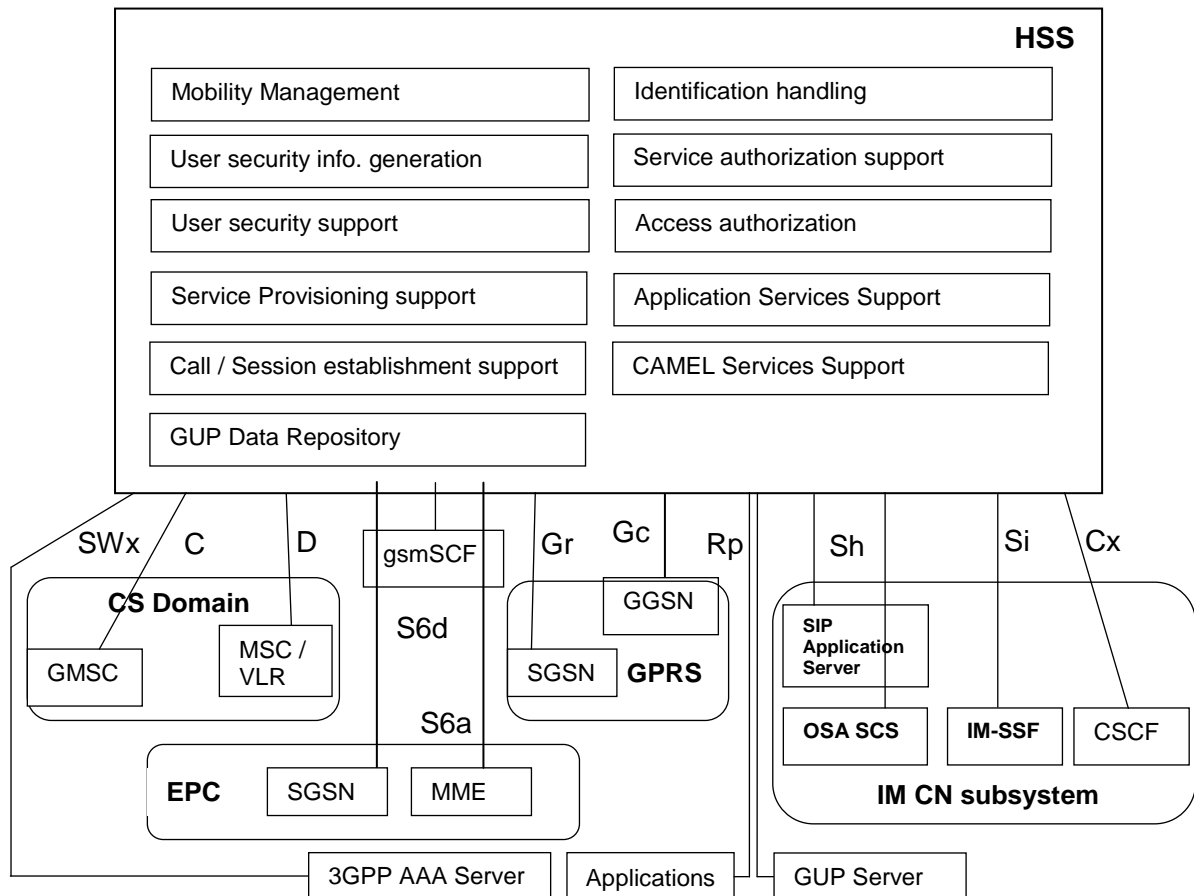 HSS
Mobility Management
Identification handling
User security info. generation
Service authorization support
User security support
Access authorization
Service Provisioning support
Application Services Support
Call / Session establishment support
CAMEL Services Support
GUP Data Repository
SWx
C
D
gsmSCF
Gr
Gc
Rp
Sh
Si
Cx
CS Domain
GMSC
MSC /
VLR
S6d
S6a
GGSN
SGSN
GPRS
SIP
Application
Server
OSA SCS
IM-SSF
CSCF
IM CN subsystem
EPC
SGSN
MME
3GPP AAA Server
Applications
GUP Server